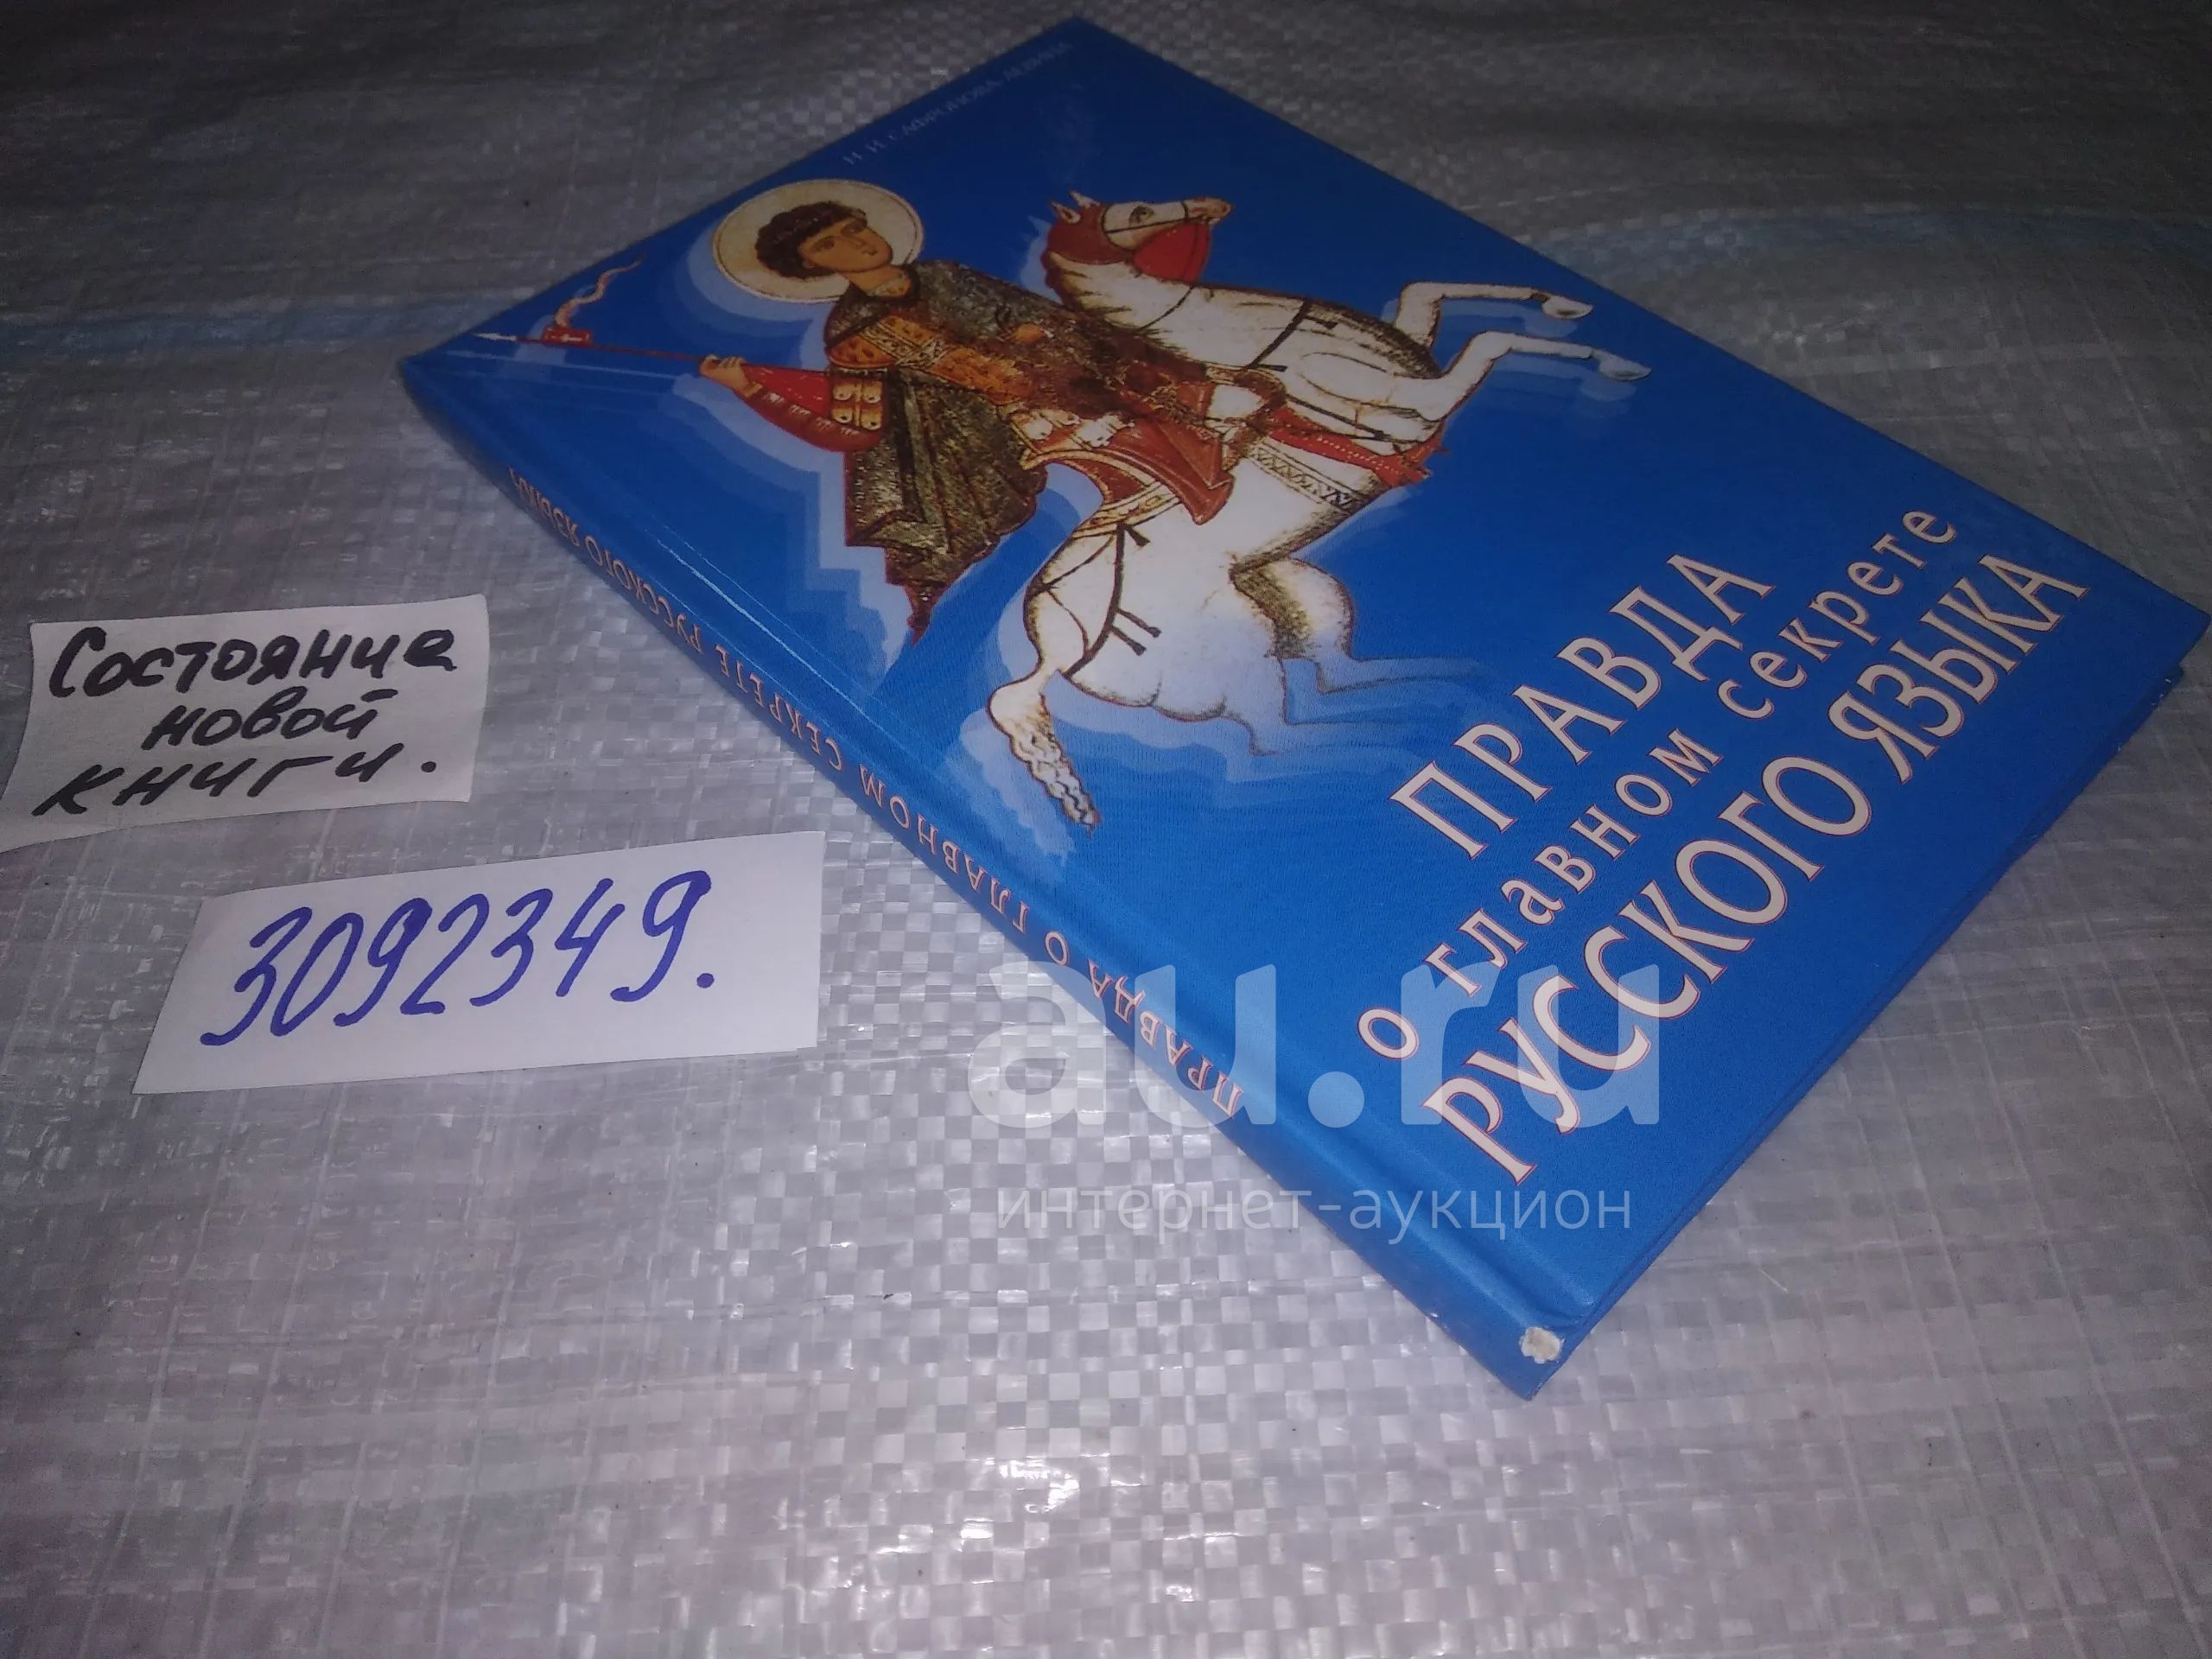 Состояние
новой
книги.
3092349.
ПРАВДА
о главном секрете
РУССКОГО ЯЗЫКА
ПРАВДА О ГЛАВНОМ СЕКРЕТЕ РУССКОГО ЯЗЫКА
au.ru
интернет-аукцион